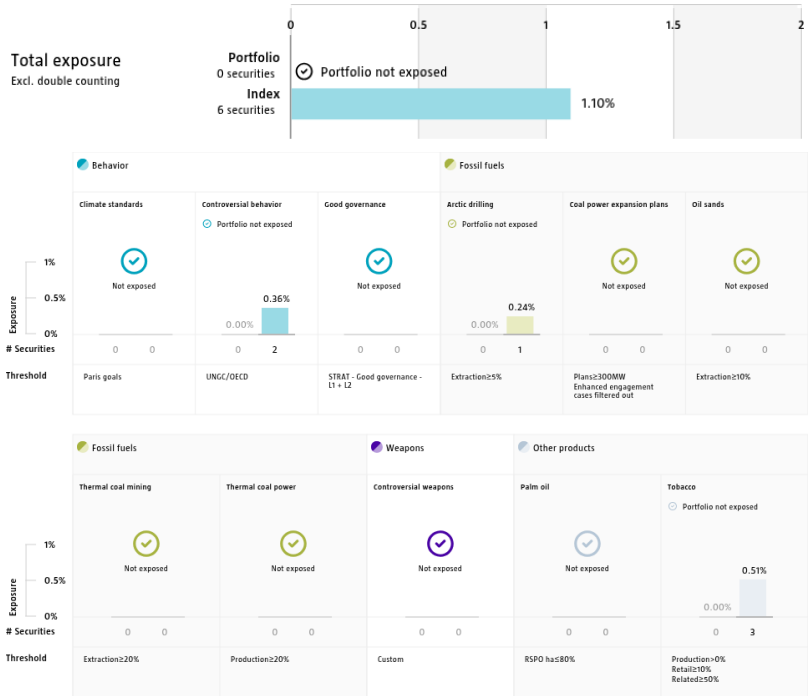 0 0.5 1 1.5 2
Total exposure
Excl. double counting
Portfolio
0 securities
Portfolio not exposed
Index
6 securities
1.10%
Behavior
Fossil fuels
Climate standards
Controversial behavior
Good governance
Arctic drilling
Coal power expansion plans
Oil sands
Portfolio not exposed
Portfolio not exposed
Not exposed
Not exposed
Not exposed
Not exposed
Exposure
1%
0.5%
0%
0.00%
0.36%
0.00%
0.24%
# Securities
0 0 0 2 0 0 0 1 0 0 0 0
Threshold
Paris goals
UNGC/OECD
STRAT - Good governance -
L1 + L2
Extraction≥5%
Plans≥300MW
Enhanced engagement
cases filtered out
Extraction≥10%
Fossil fuels
Weapons
Other products
Thermal coal mining
Thermal coal power
Controversial weapons
Palm oil
Tobacco
Portfolio not exposed
Not exposed
Not exposed
Not exposed
Not exposed
Exposure
1%
0.5%
0%
0.00%
0.51%
# Securities
0 0 0 0 0 0 0 0 0 3
Threshold
Extraction≥20%
Production≥20%
Custom
RSPO ha≤80%
Production>0%
Retail≥10%
Related≥50%